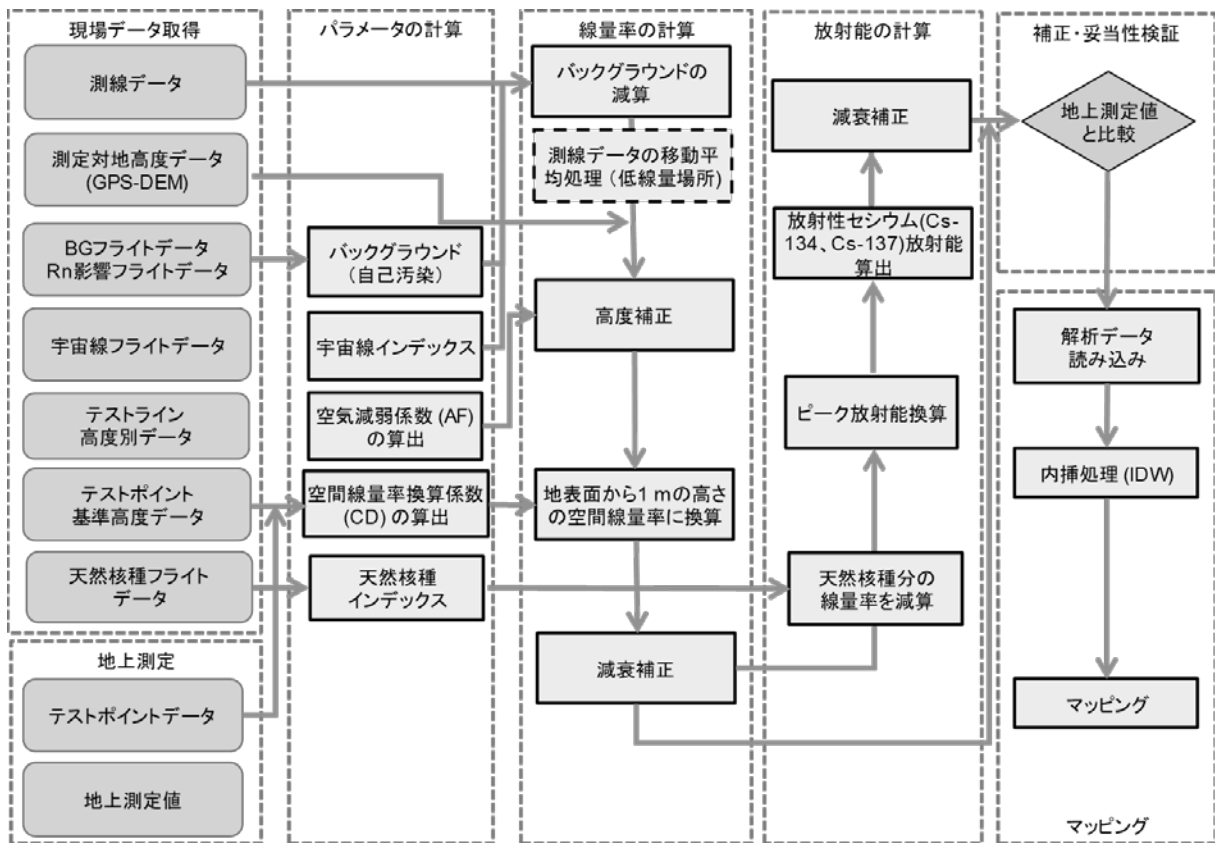 現場データ取得
測線データ
測定対地高度データ
(GPS-DEM)
BGフライトデータ
Rn影響フライトデータ
宇宙線フライトデータ
テストライン
高度別データ
テストポイント
基準高度データ
天然核種フライト
データ
地上測定
テストポイントデータ
地上測定値
パラメータの計算
バックグラウンド
（自己汚染）
宇宙線インデックス
空気減弱係数 (AF)
の算出
空間線量率換算係数
(CD) の算出
天然核種
インデックス
線量率の計算
バックグラウンドの
減算
測線データの移動平
均処理（低線量場所)
高度補正
地表面から1 mの高さ
の空間線量率に換算
減衰補正
放射能の計算
減衰補正
放射性セシウム(Cs-
134、Cs-137)放射能
算出
ピーク放射能換算
天然核種分の
線量率を減算
補正・妥当性検証
地上測定値
と比較
解析データ
読み込み
内挿処理 (IDW)
マッピング
マッピング